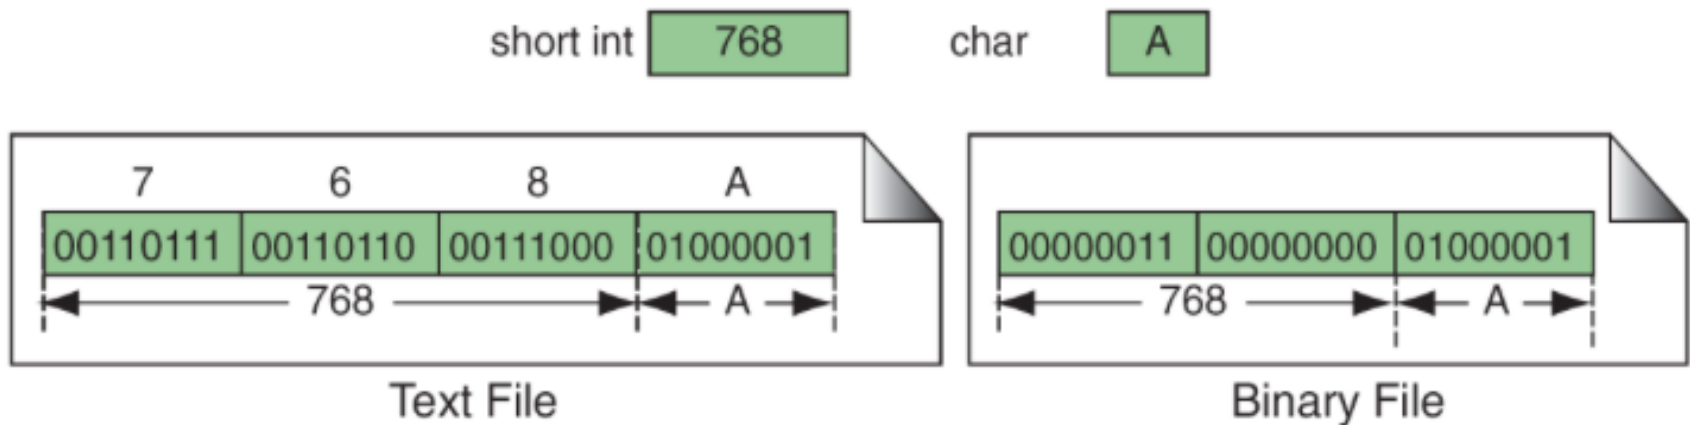 short int 768 char A
7 6 8 A
00110111 00110110 00111000 01000001
768 A
Text File
00000011 00000000 01000001
768 A
Binary File